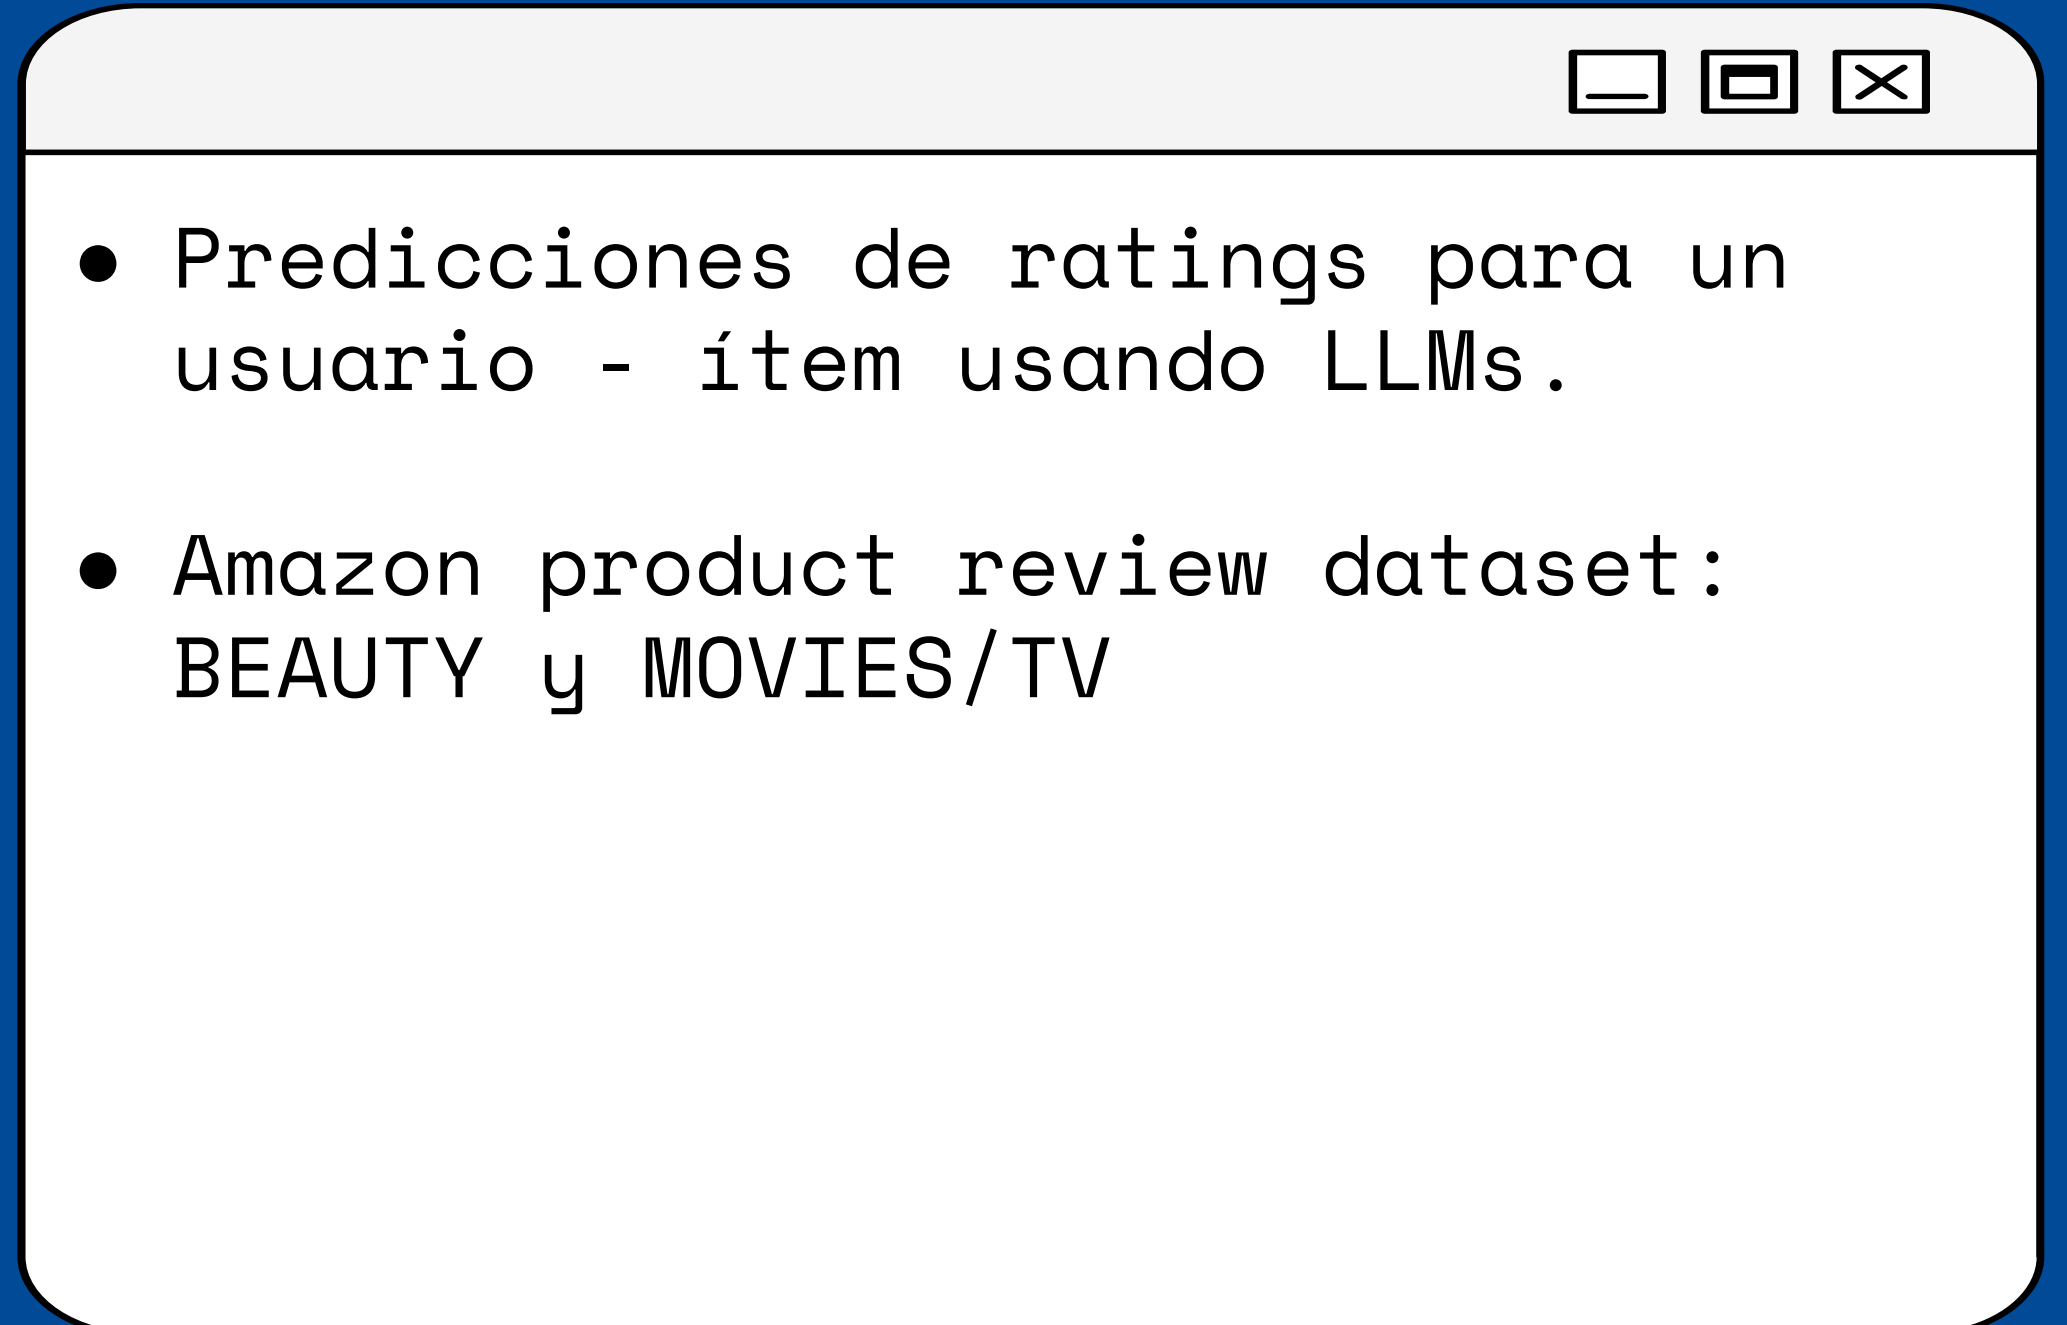 ● Predicciones de ratings para un
usuario - ítem usando LLMs.
● Amazon product review dataset:
BEAUTY y MOVIES/TV